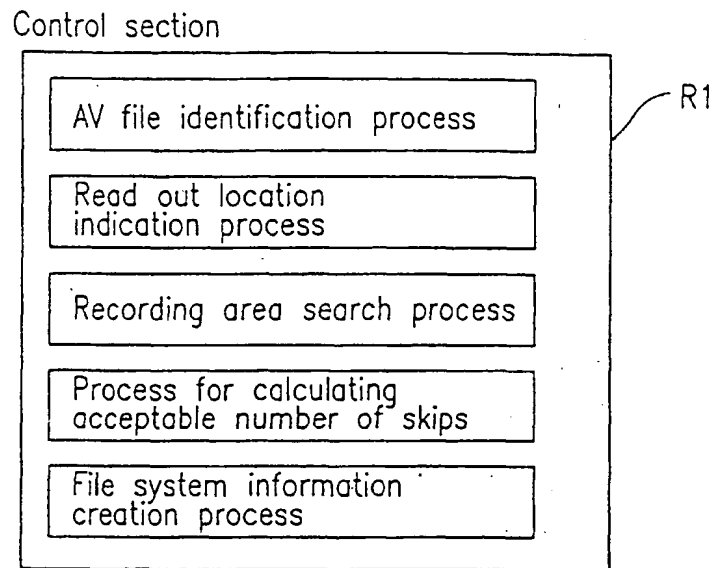 Control section
R1
AV file identification process
Read out location
indication process
Recording area search process
Process for calculating
acceptable number of skips
File system information
creation process